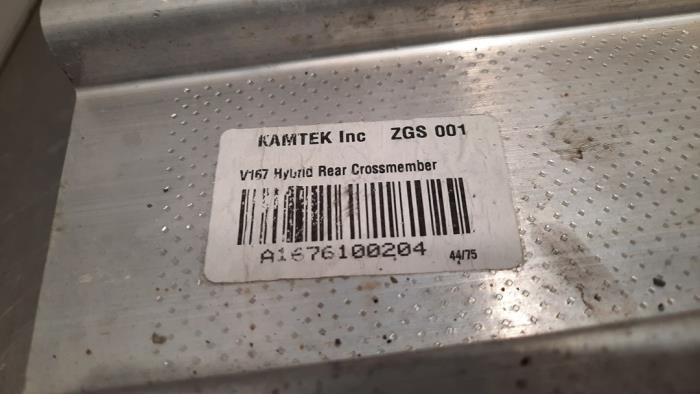 KAMTEK Inc ZGS 001
V167 Hybrid Rear Crossmember
A1676100204
44/75